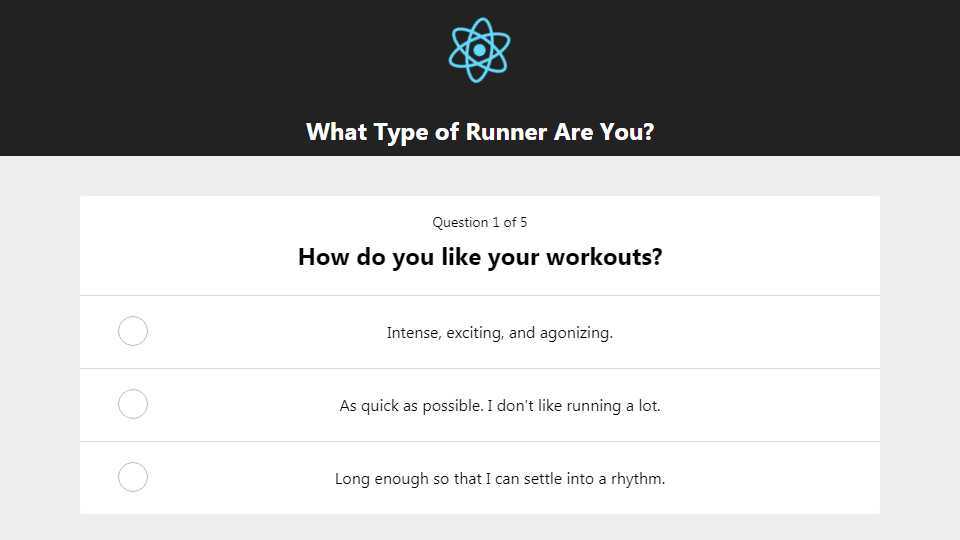 What Type of Runner Are You?
Question 1 of 5
How do you like your workouts?
Intense, exciting, and agonizing.
As quick as possible. I don't like running a lot.
Long enough so that I can settle into a rhythm.